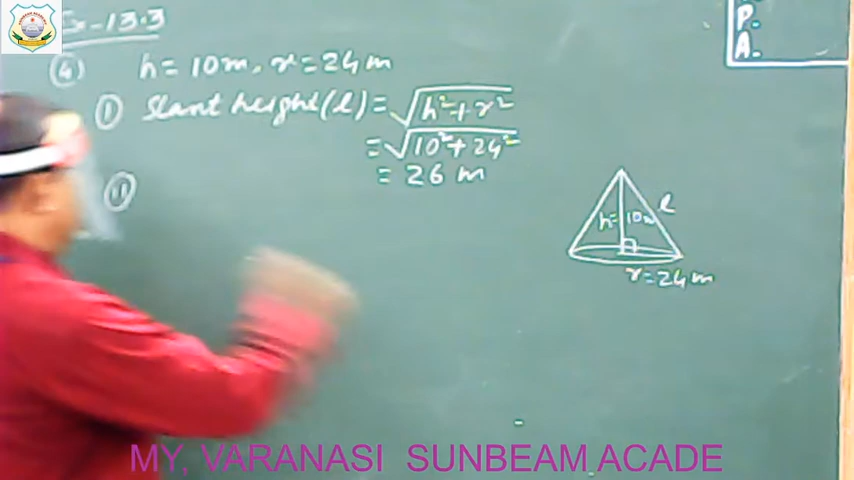 Ex-13.3
P.
A.
(4) h = 10m, r = 24 m
(i) Slant height (l) = √h²+r²
= √10²+24²
= 26 m
(ii)
h=10m l
r=24m
MY, VARANASI SUNBEAM ACADE